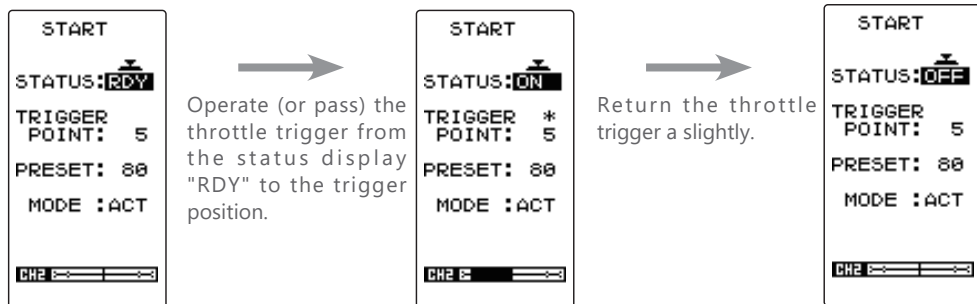 START
STATUS:RDY
TRIGGER
POINT: 5
PRESET: 80
MODE :ACT
CH2
Operate (or pass) the
throttle trigger from
the status display
"RDY" to the trigger
position.
START
STATUS:ON
TRIGGER *
POINT: 5
PRESET: 80
MODE :ACT
CH2
Return the throttle
trigger a slightly.
START
STATUS:OFF
TRIGGER
POINT: 5
PRESET: 80
MODE :ACT
CH2